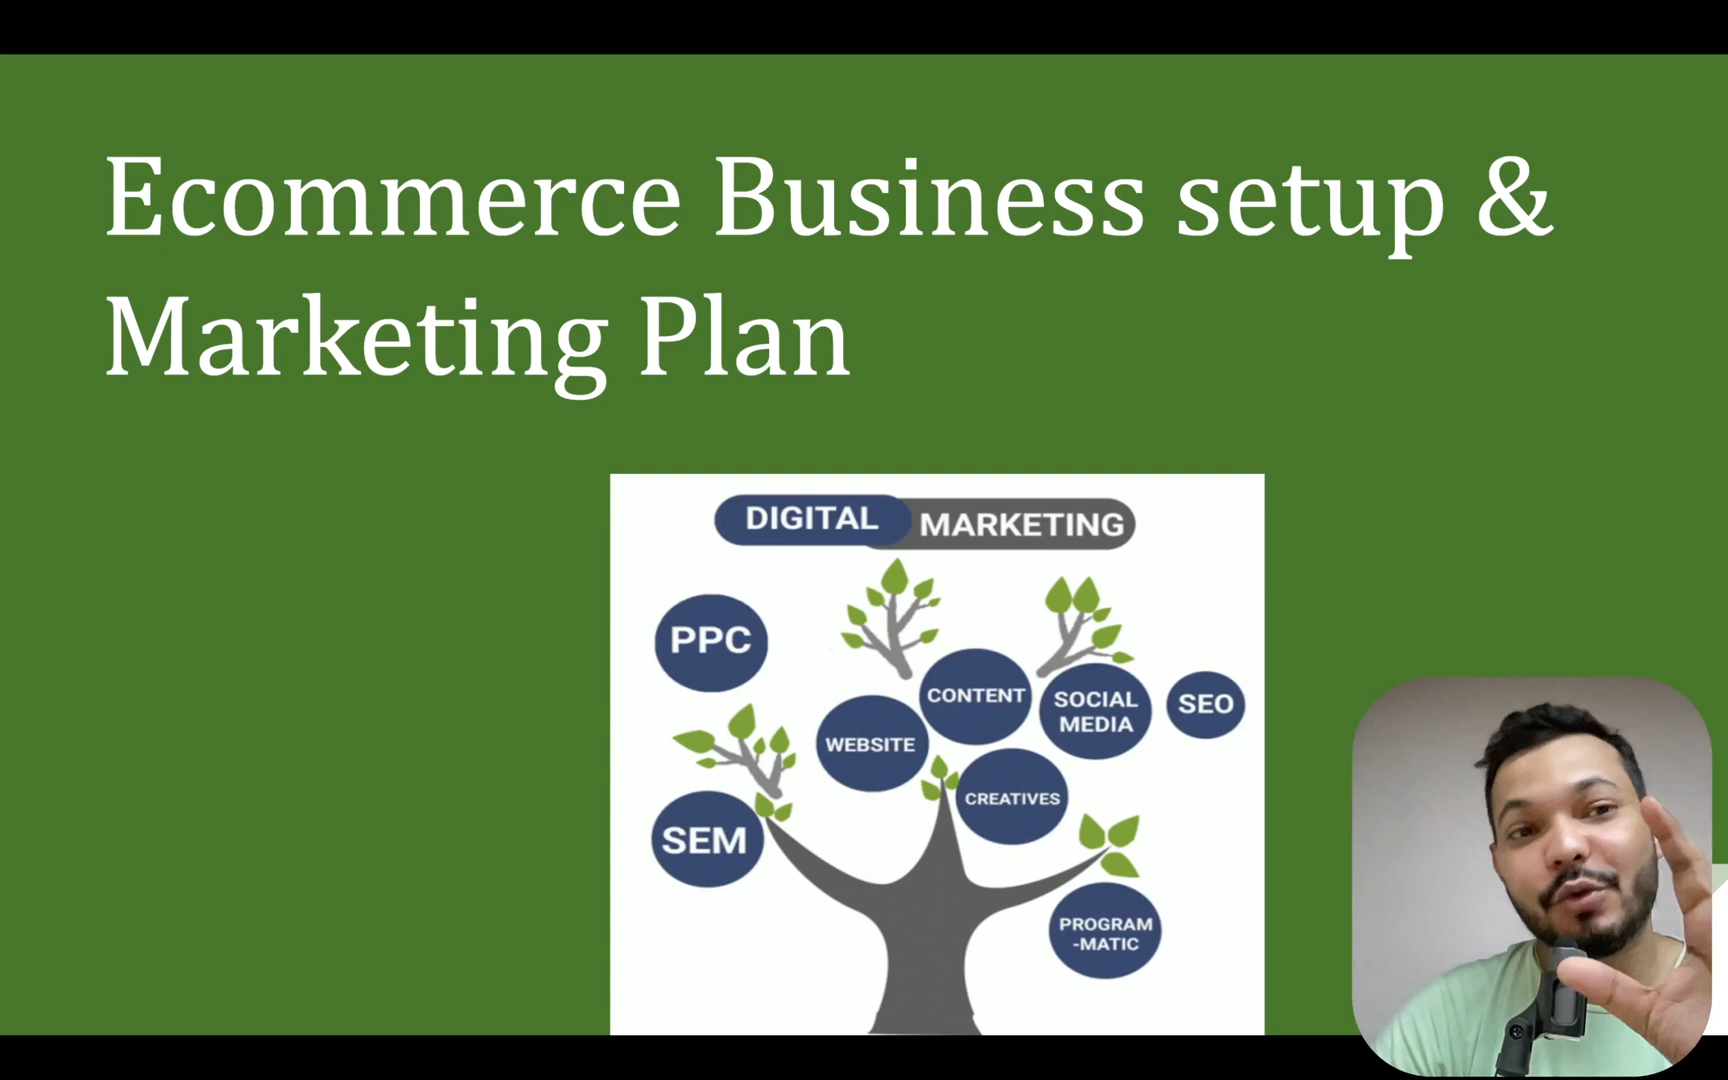 Ecommerce Business setup &
Marketing Plan
DIGITAL MARKETING
PPC
CONTENT
SOCIAL
MEDIA
SEO
WEBSITE
CREATIVES
SEM
PROGRAM
-MATIC